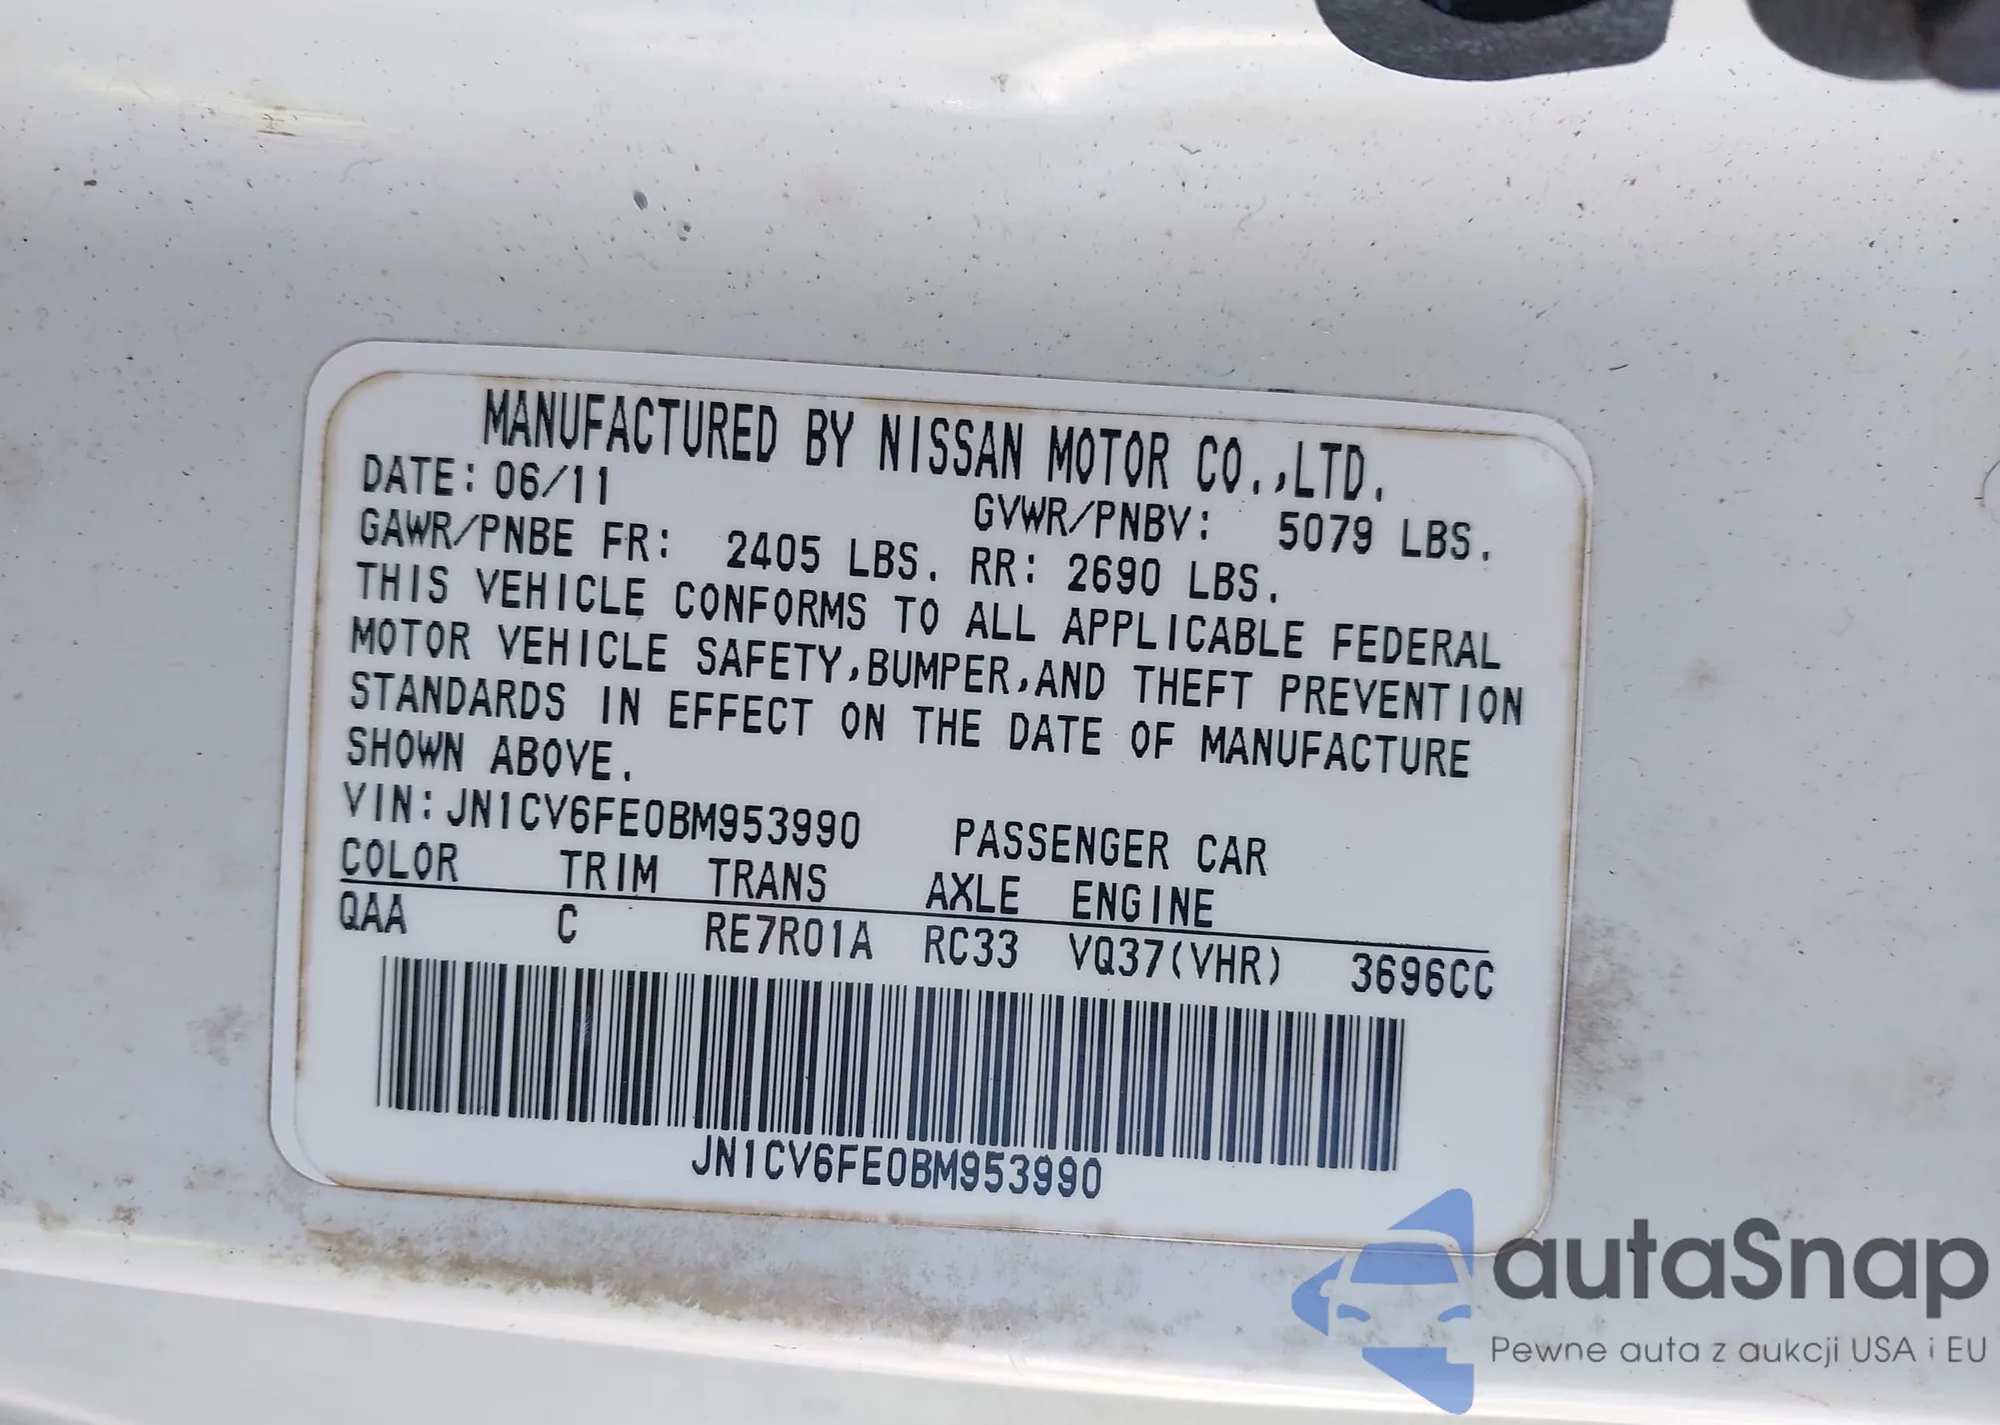 MANUFACTURED BY NISSAN MOTOR CO.,LTD.
DATE: 06/11 GVWR/PNBV: 5079 LBS.
GAWR/PNBE FR: 2405 LBS. RR: 2690 LBS.
THIS VEHICLE CONFORMS TO ALL APPLICABLE FEDERAL
MOTOR VEHICLE SAFETY,BUMPER,AND THEFT PREVENTION
STANDARDS IN EFFECT ON THE DATE OF MANUFACTURE
SHOWN ABOVE.
VIN:JN1CV6FE0BM953990 PASSENGER CAR
COLOR TRIM TRANS AXLE ENGINE
QAA C RE7R01A RC33 VQ37(VHR) 3696CC
JN1CV6FE0BM953990
autaSnap
Pewne auta z aukcji USA i EU